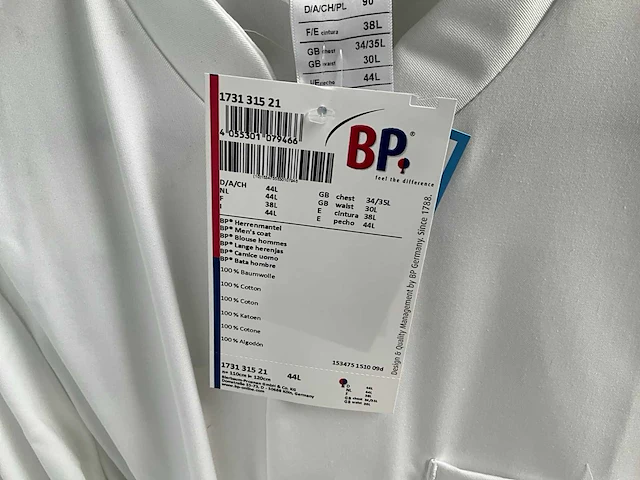 D/A/CH/PL 90
F/E cintura 38L
GB chest 34/35L
GB waist 30L
44L
1731 315 21
4 055301 079466
BP®
feel the difference
D/A/CH 44L
NL 44L
F 38L
I 44L
GB chest 34/35L
GB waist 30L
E cintura 38L
E pecho 44L
BP® Herrenmantel
BP® Men's coat
BP® Blouse hommes
BP® Lange herenjas
BP® Camice uomo
BP® Bata hombre
100 % Baumwolle
100 % Cotton
100 % Coton
100 % Katoen
100 % Cotone
100 % Algodón
153475 1510 09d
Design & Quality Management by BP Germany. Since 1788.
1731 315 21 44L